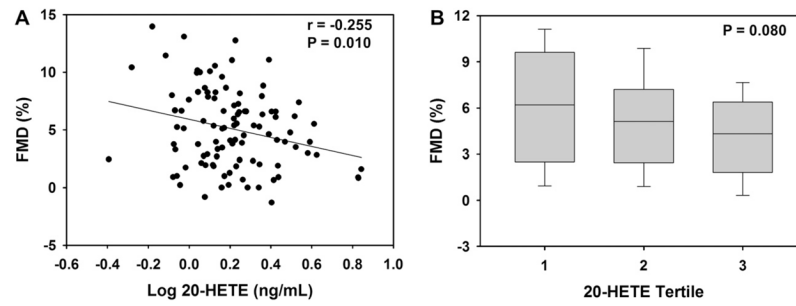 A
r = -0.255
P = 0.010
FMD (%)
15
10
5
0
-5
-0.6 -0.4 -0.2 0.0 0.2 0.4 0.6 0.8 1.0
Log 20-HETE (ng/mL)
B
P = 0.080
FMD (%)
12
9
6
3
0
-3
1 2 3
20-HETE Tertile